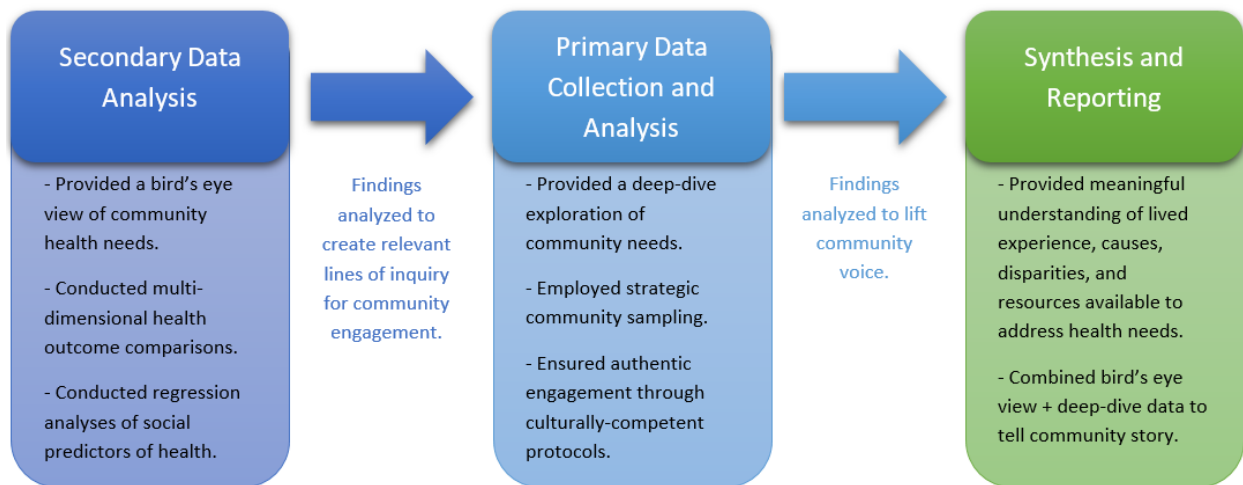 Secondary Data
Analysis
- Provided a bird’s eye
view of community
health needs.
- Conducted multi-
dimensional health
outcome comparisons.
- Conducted regression
analyses of social
predictors of health.
Findings
analyzed to
create relevant
lines of inquiry
for community
engagement.
Primary Data
Collection and
Analysis
- Provided a deep-dive
exploration of
community needs.
- Employed strategic
community sampling.
- Ensured authentic
engagement through
culturally-competent
protocols.
Findings
analyzed to lift
community
voice.
Synthesis and
Reporting
- Provided meaningful
understanding of lived
experience, causes,
disparities, and
resources available to
address health needs.
- Combined bird’s eye
view + deep-dive data to
tell community story.